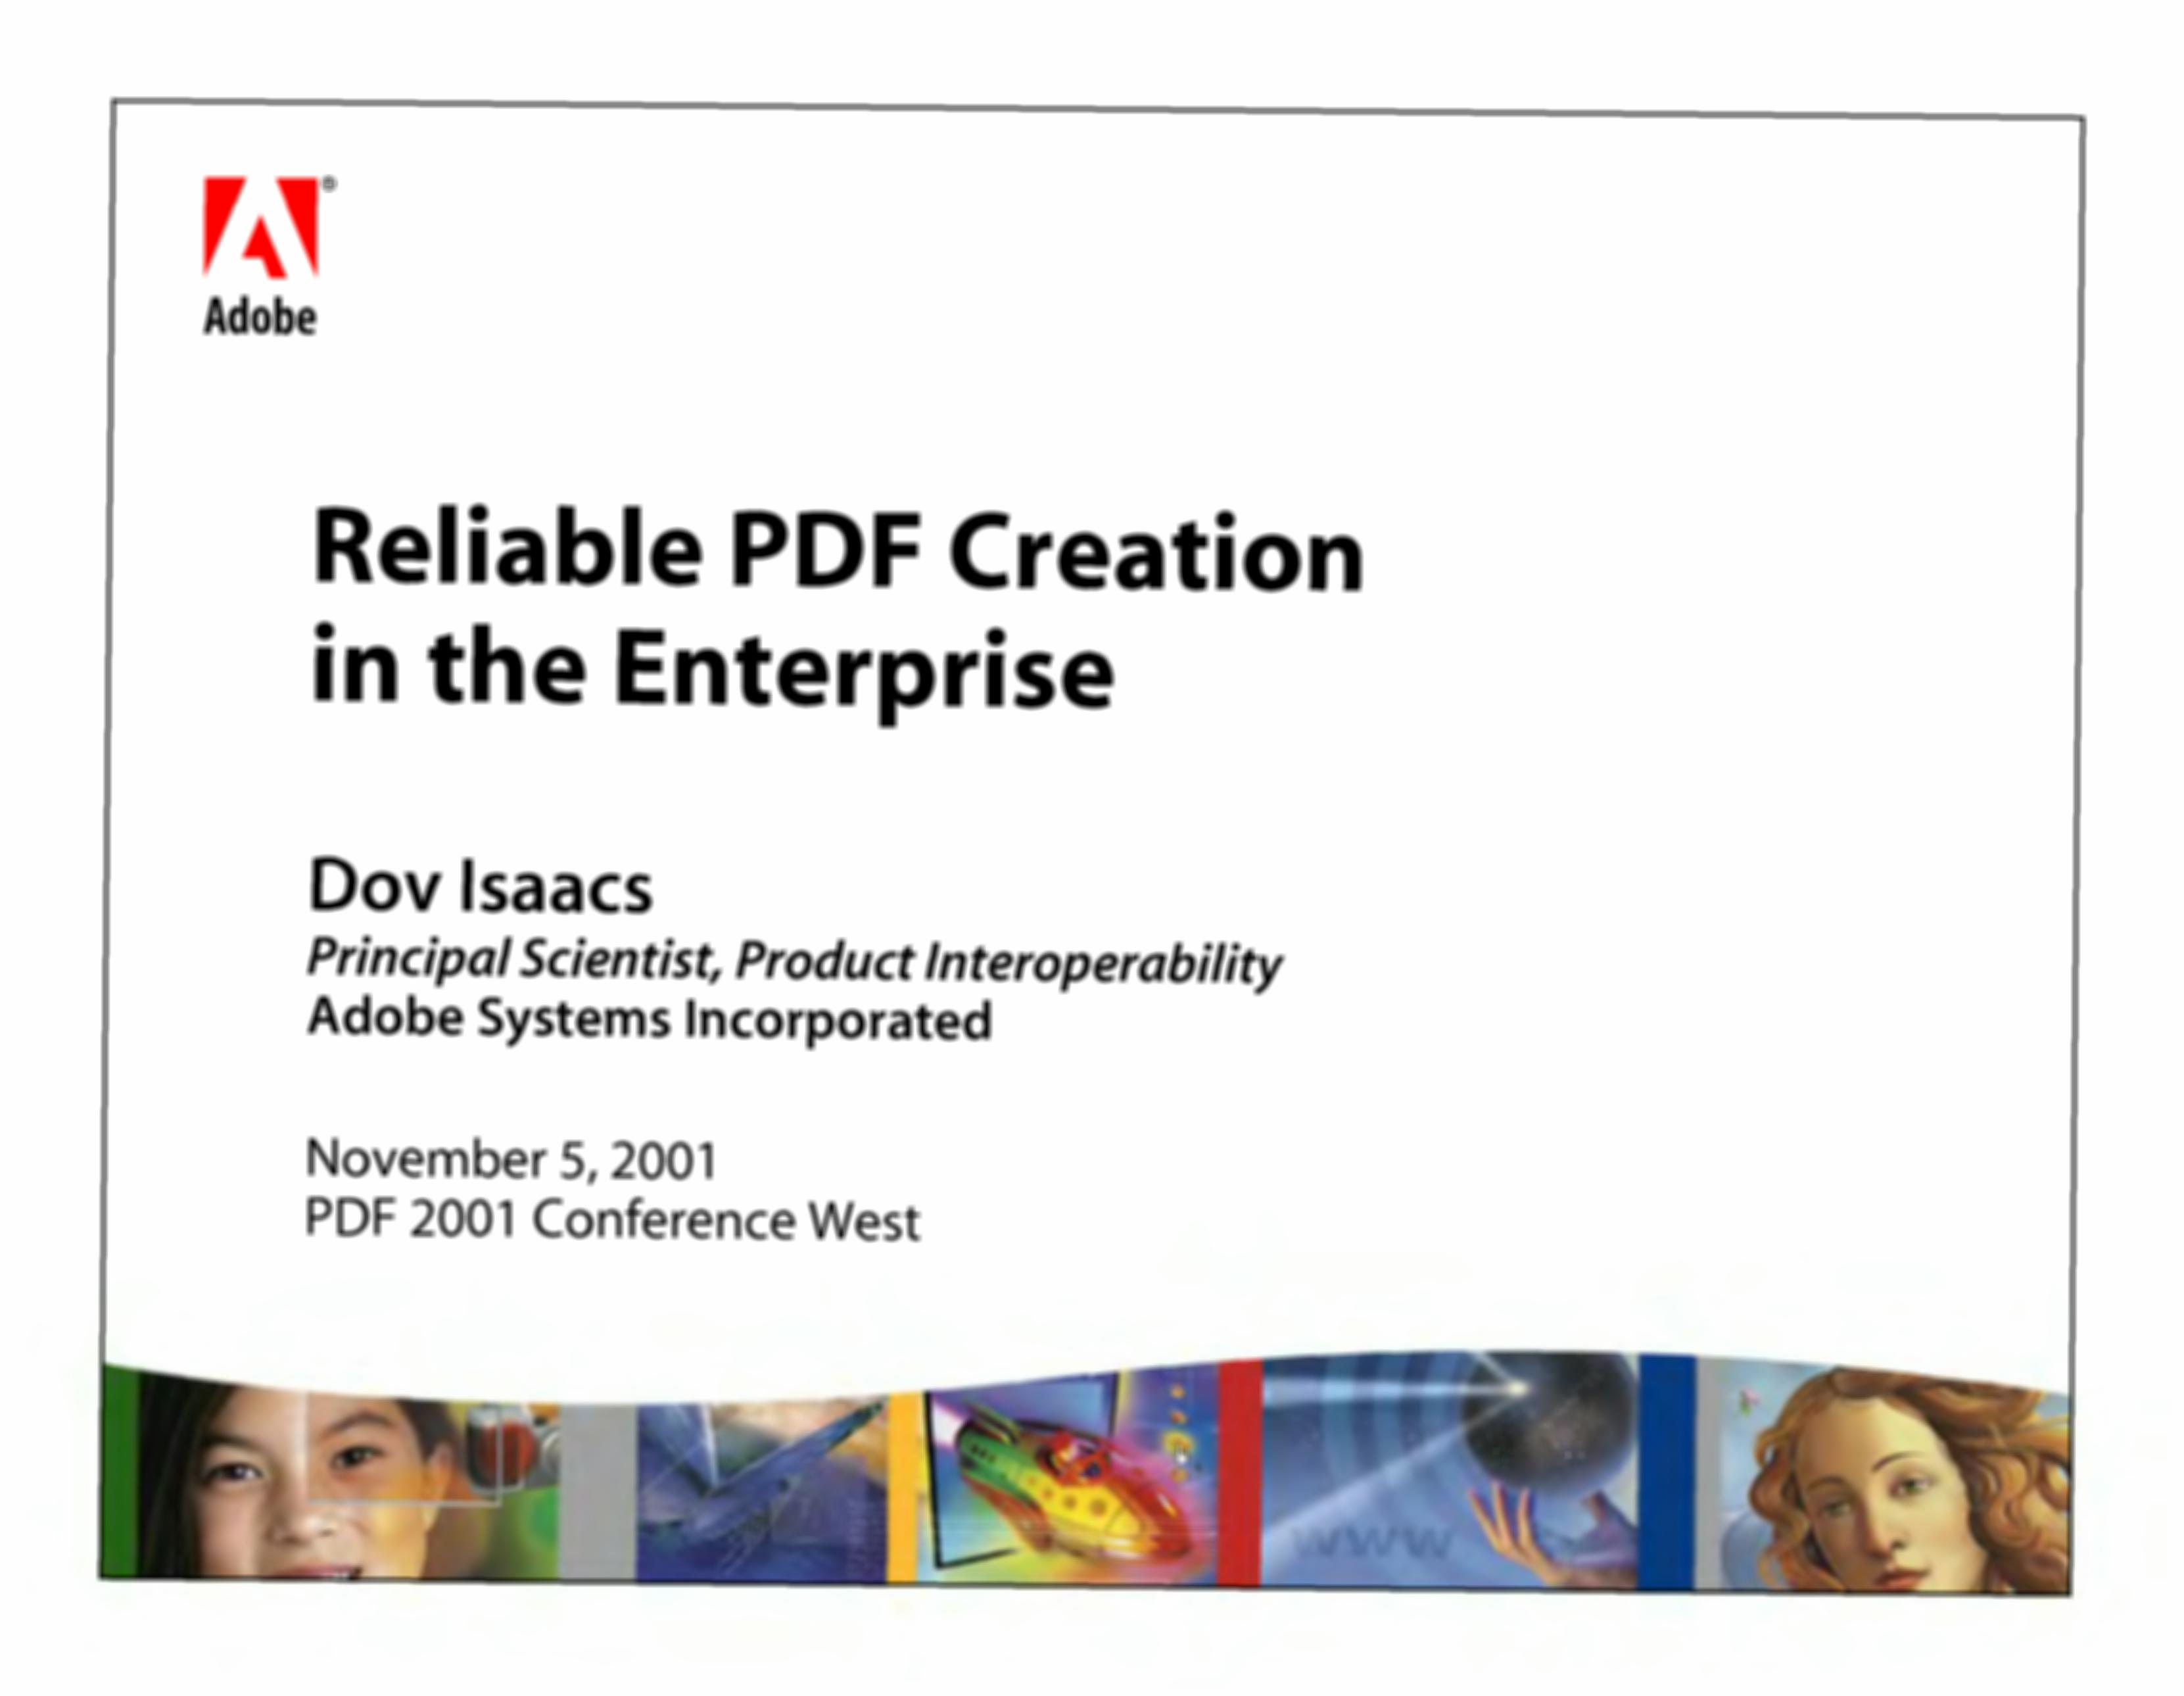 ®
Adobe
Reliable PDF Creation
in the Enterprise
Dov Isaacs
Principal Scientist, Product Interoperability
Adobe Systems Incorporated
November 5, 2001
PDF 2001 Conference West
www